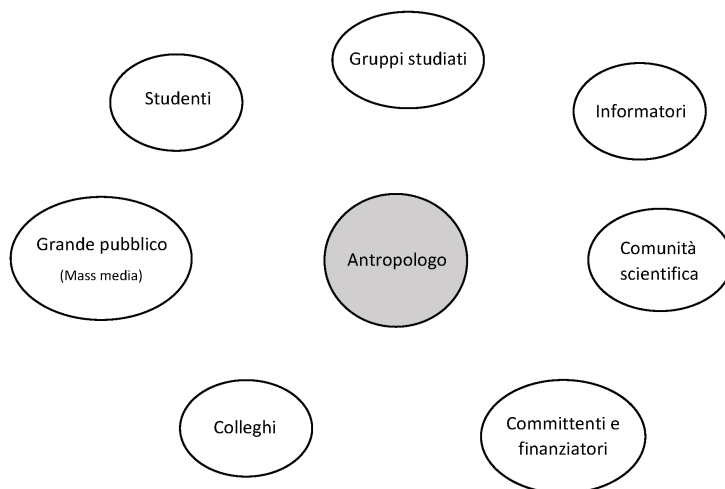 Gruppi studiati
Studenti
Informatori
Grande pubblico
(Mass media)
Antropologo
Comunità
scientifica
Colleghi
Committenti e
finanziatori